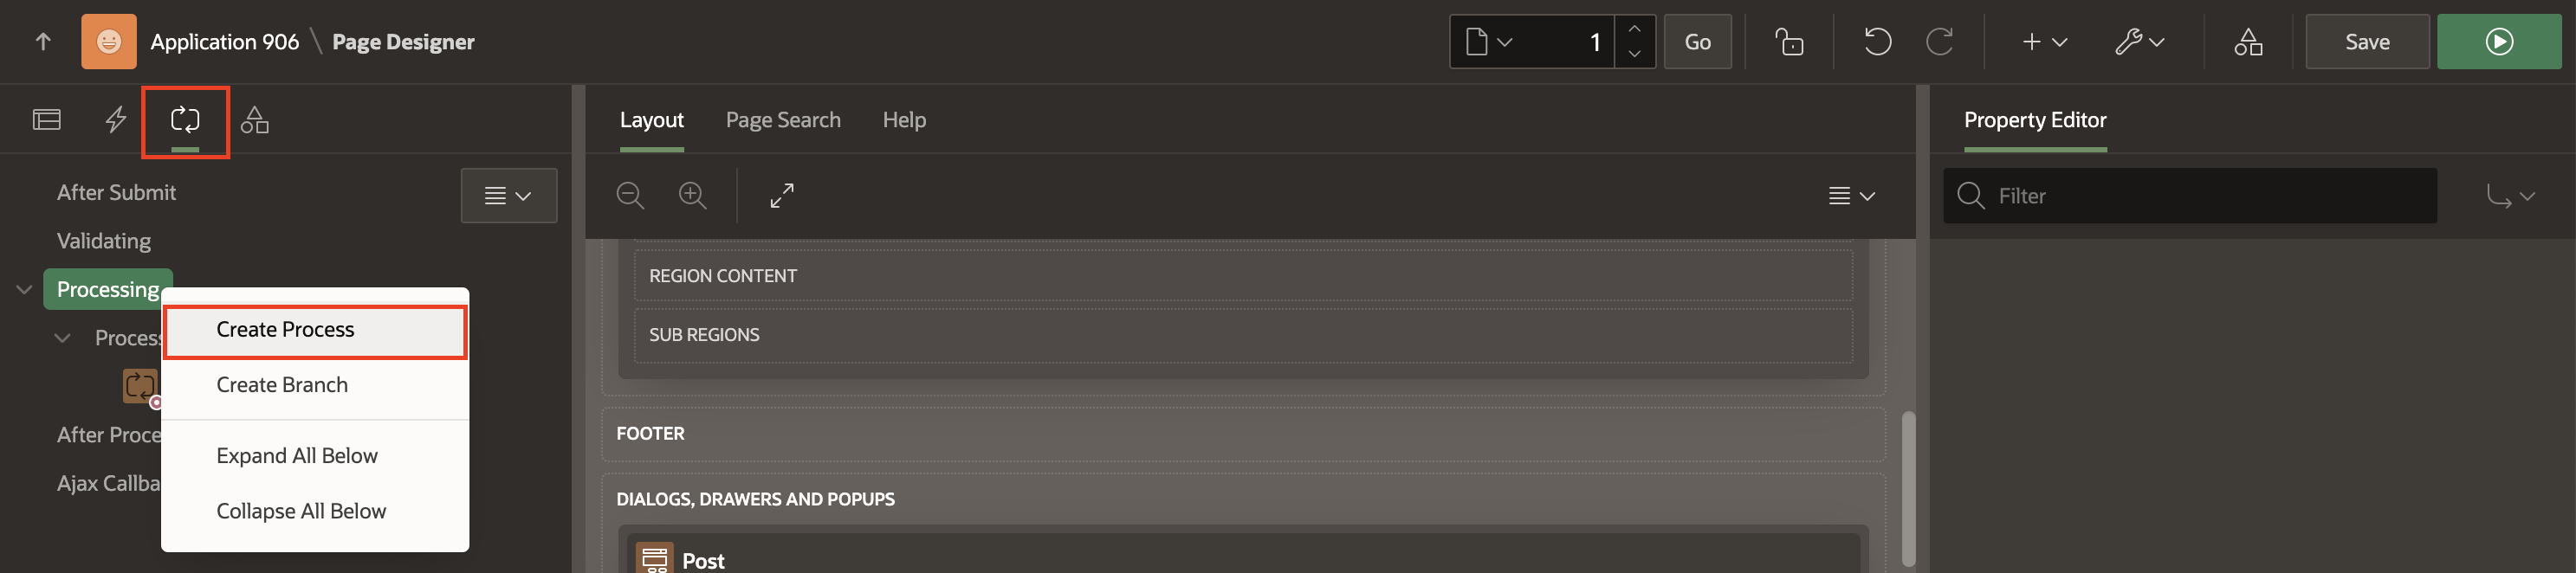 Application 906 \ Page Designer
1
Go
Save
Layout
Page Search
Help
Property Editor
After Submit
Validating
Processing
Process
After Proce
Ajax Callba
Create Process
Create Branch
Expand All Below
Collapse All Below
Filter
REGION CONTENT
SUB REGIONS
FOOTER
DIALOGS, DRAWERS AND POPUPS
Post